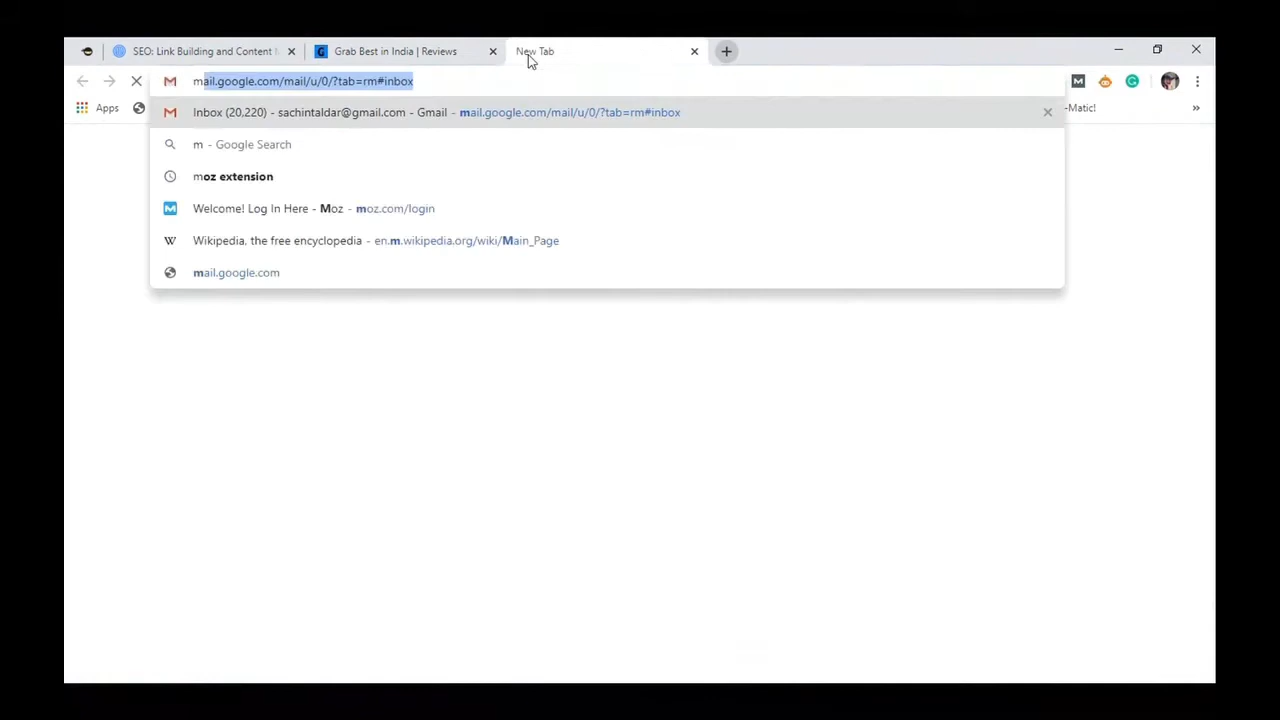 SEO: Link Building and Content
Grab Best in India | Reviews
New Tab
mail.google.com/mail/u/0/?tab=rm#inbox
Apps
-Matic!
Inbox (20,220) - sachintaldar@gmail.com - Gmail - mail.google.com/mail/u/0/?tab=rm#inbox
m - Google Search
moz extension
Welcome! Log In Here - Moz - moz.com/login
Wikipedia, the free encyclopedia - en.m.wikipedia.org/wiki/Main_Page
mail.google.com